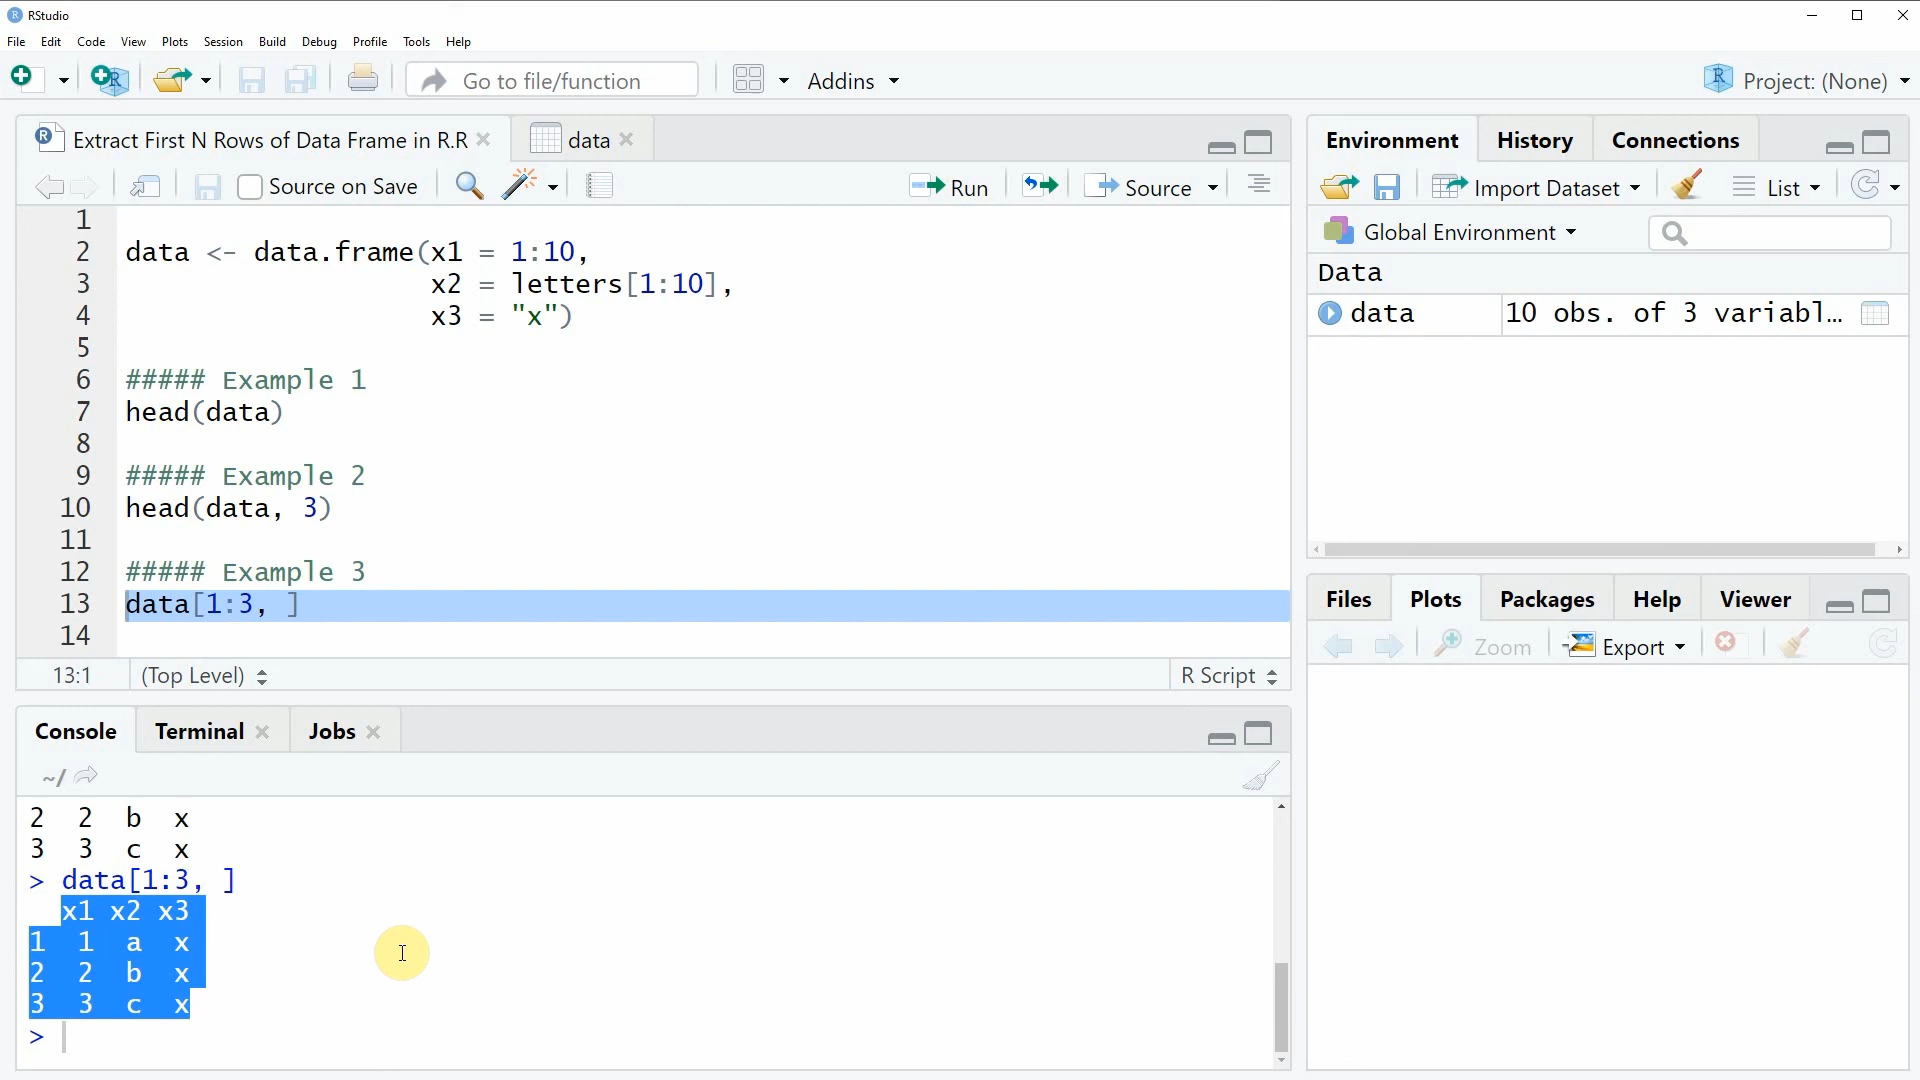 RStudio
File Edit Code View Plots Session Build Debug Profile Tools Help
Go to file/function Addins Project: (None)
Extract First N Rows of Data Frame in R.R data
Source on Save Run Source
1
2 data <- data.frame(x1 = 1:10,
3 x2 = letters[1:10],
4 x3 = "x")
5
6 ##### Example 1
7 head(data)
8
9 ##### Example 2
10 head(data, 3)
11
12 ##### Example 3
13 data[1:3, ]
14
13:1 (Top Level) R Script
Console Terminal Jobs
~/
2 2 b x
3 3 c x
> data[1:3, ]
x1 x2 x3
1 1 a x
2 2 b x
3 3 c x
>
Environment History Connections
Import Dataset List
Global Environment
Data
data 10 obs. of 3 variabl…
Files Plots Packages Help Viewer
Zoom Export